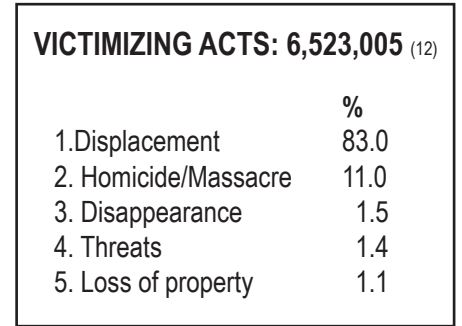 VICTIMIZING ACTS: 6,523,005 (12)
%
1.Displacement 83.0
2. Homicide/Massacre 11.0
3. Disappearance 1.5
4. Threats 1.4
5. Loss of property 1.1